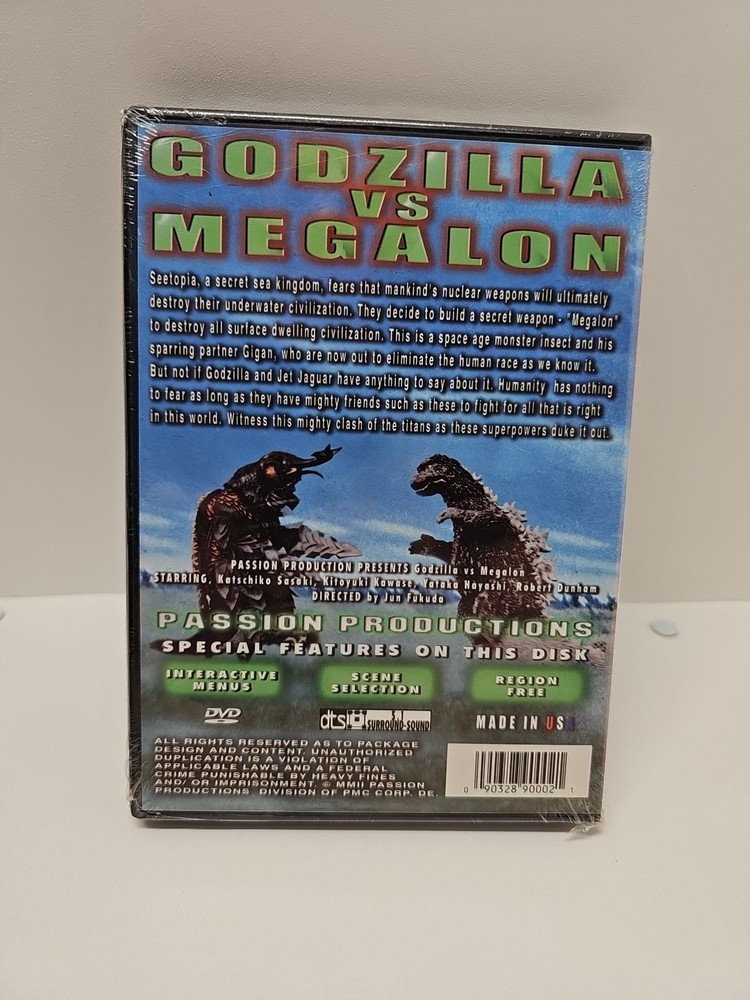 GODZILLA
VS
MEGALON
Seetopia, a secret sea kingdom, fears that mankind's nuclear weapons will ultimately
destroy their underwater civilization. They decide to build a secret weapon - "Megalon"
to destroy all surface dwelling civilization. This is a space age monster insect and his
sparring partner Gigan, who are now out to eliminate the human race as we know it.
But not if Godzilla and Jet Jaguar have anything to say about it. Humanity has nothing
to fear as long as they have mighty friends such as these to fight for all that is right
in this world. Witness this mighty clash of the titans as these superpowers duke it out.
PASSION PRODUCTION PRESENTS Godzilla vs Megalon
STARRING, Katschiko Sasaki, Kitoyuki Kawase, Yataka Hayashi, Robert Dunham
DIRECTED by Jun Fukuda
PASSION PRODUCTIONS
SPECIAL FEATURES ON THIS DISK
INTERACTIVE MENUS
SCENE SELECTION
REGION FREE
DVD
dts 5.1 SURROUND-SOUND
MADE IN USA
ALL RIGHTS RESERVED AS TO PACKAGE
DESIGN AND CONTENT. UNAUTHORIZED
DUPLICATION IS A VIOLATION OF
APPLICABLE LAWS AND A FEDERAL
CRIME PUNISHABLE BY HEAVY FINES
AND/ OR IMPRISONMENT. © MMII PASSION
PRODUCTIONS DIVISION OF PMC CORP. DE.
0 90328 90002 1